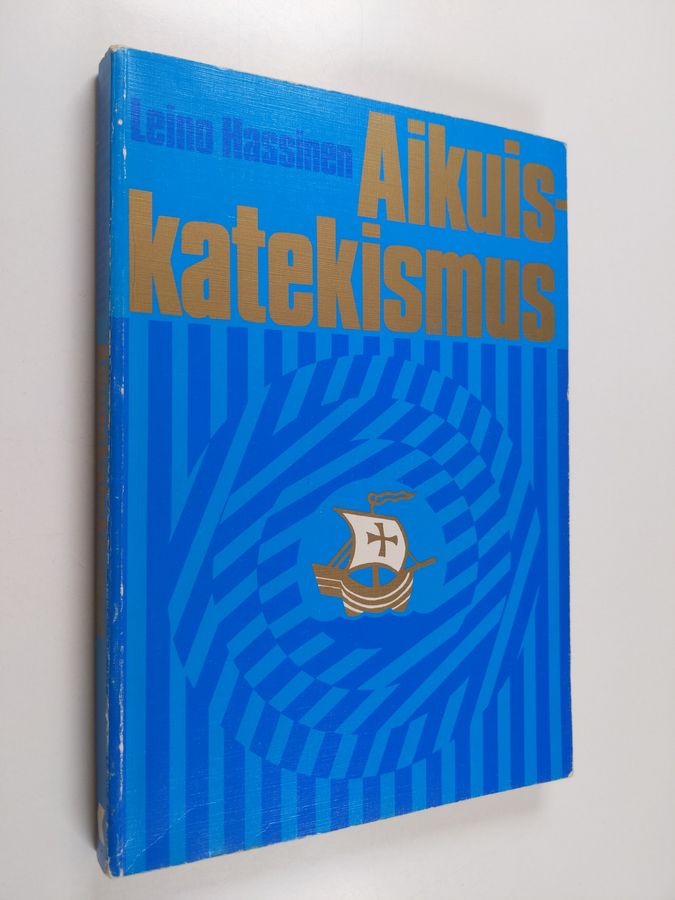 Leino Hassinen
Aikuis-
katekismus